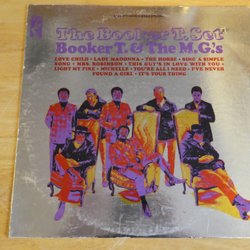 The Booker T. Set
Booker T. & The M.G.'s
LOVE CHILD • LADY MADONNA • THE HORSE • SING A SIMPLE
SONG • MRS. ROBINSON • THIS GUY'S IN LOVE WITH YOU
LIGHT MY FIRE • MICHELLE • YOU'RE ALL I NEED • I'VE NEVER
FOUND A GIRL • IT'S YOUR THING